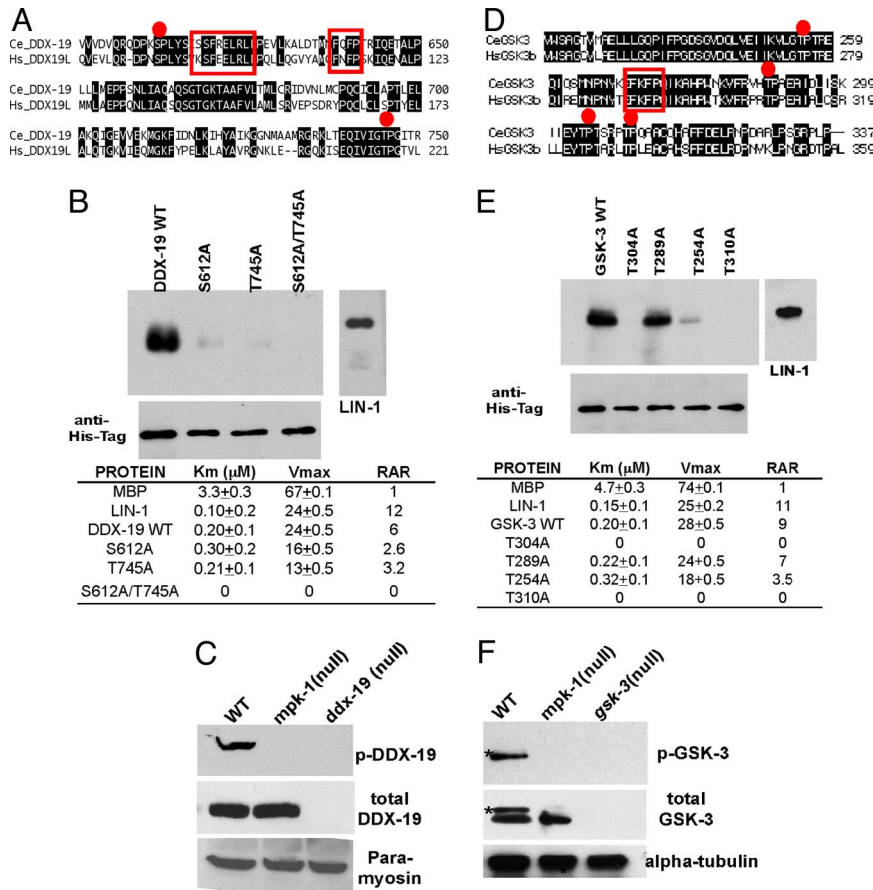 A
Ce_DDX-19 VVVDVQRQDPKSPLYSISSFRELRLIPEVLKALDTM FQFP RIQETALP 650
Hs_DDX19L QVEVLQR-DPNSPLYSVKSFEELRLKPQLLQGVYAMGFNFPSRIQENALP 123
Ce_DDX-19 LLLMEPPSNLIAQAQSGTGKTAAFVLTMLCRIDVNLMCPQCICLAPTLEL
Hs_DDX19L MMLAEPPQNLIAQSQSGTGKTAAFVLAMLSRVEPSDRYPQCLCLSPTYEL 173
Ce_DDX-19 AKQIGEVVEKMGKFIDNLKIHYAIKGGNMAAMRGRKLTEQIVIGTPGITR 750
Hs_DDX19L ALQTGKVIEQMGKFYPELKLAYAVRGNKLE--RGQKISEQIVIGTPGTVL 221
B
DDX-19 WT
S612A
T745A
S612A/T745A
LIN-1
anti-
His-Tag
PROTEIN Km (μM) Vmax RAR
MBP 3.3±0.3 67±0.1 1
LIN-1 0.10±0.2 24±0.5 12
DDX-19 WT 0.20±0.1 24±0.5 6
S612A 0.30±0.2 16±0.5 2.6
T745A 0.21±0.1 13±0.5 3.2
S612A/T745A 0 0 0
C
WT
mpk-1(null)
ddx-19 (null)
p-DDX-19
total
DDX-19
Para-
myosin
D
CeGSK3 259
HsGSK3b 279
CeGSK3 299
HsGSK3b 319
CeGSK3 337
HsGSK3b 359
E
GSK-3 WT
T304A
T289A
T254A
T310A
LIN-1
anti-
His-Tag
PROTEIN Km (μM) Vmax RAR
MBP 4.7±0.3 74±0.1 1
LIN-1 0.15±0.1 25±0.2 11
GSK-3 WT 0.20±0.1 28±0.5 9
T304A 0 0 0
T289A 0.22±0.1 24±0.5 7
T254A 0.32±0.1 18±0.5 3.5
T310A 0 0 0
F
WT
mpk-1(null)
gsk-3(null)
* p-GSK-3
* total
GSK-3
alpha-tubulin
*